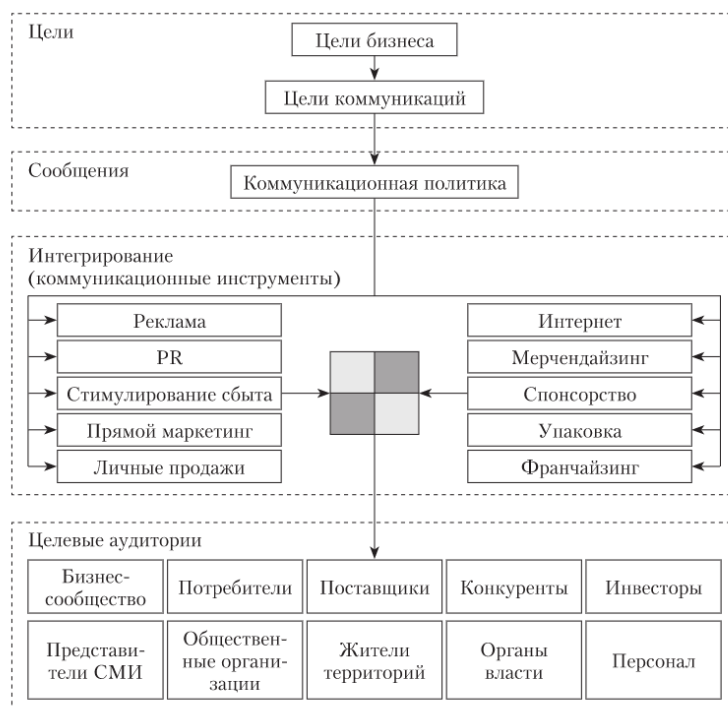 Цели
Цели бизнеса
Цели коммуникаций
Сообщения
Коммуникационная политика
Интегрирование
(коммуникационные инструменты)
Реклама
PR
Стимулирование сбыта
Прямой маркетинг
Личные продажи
Интернет
Мерчендайзинг
Спонсорство
Упаковка
Франчайзинг
Целевые аудитории
Бизнес-
сообщество
Потребители
Поставщики
Конкуренты
Инвесторы
Представи-
тели СМИ
Обществен-
ные органи-
зации
Жители
территорий
Органы
власти
Персонал